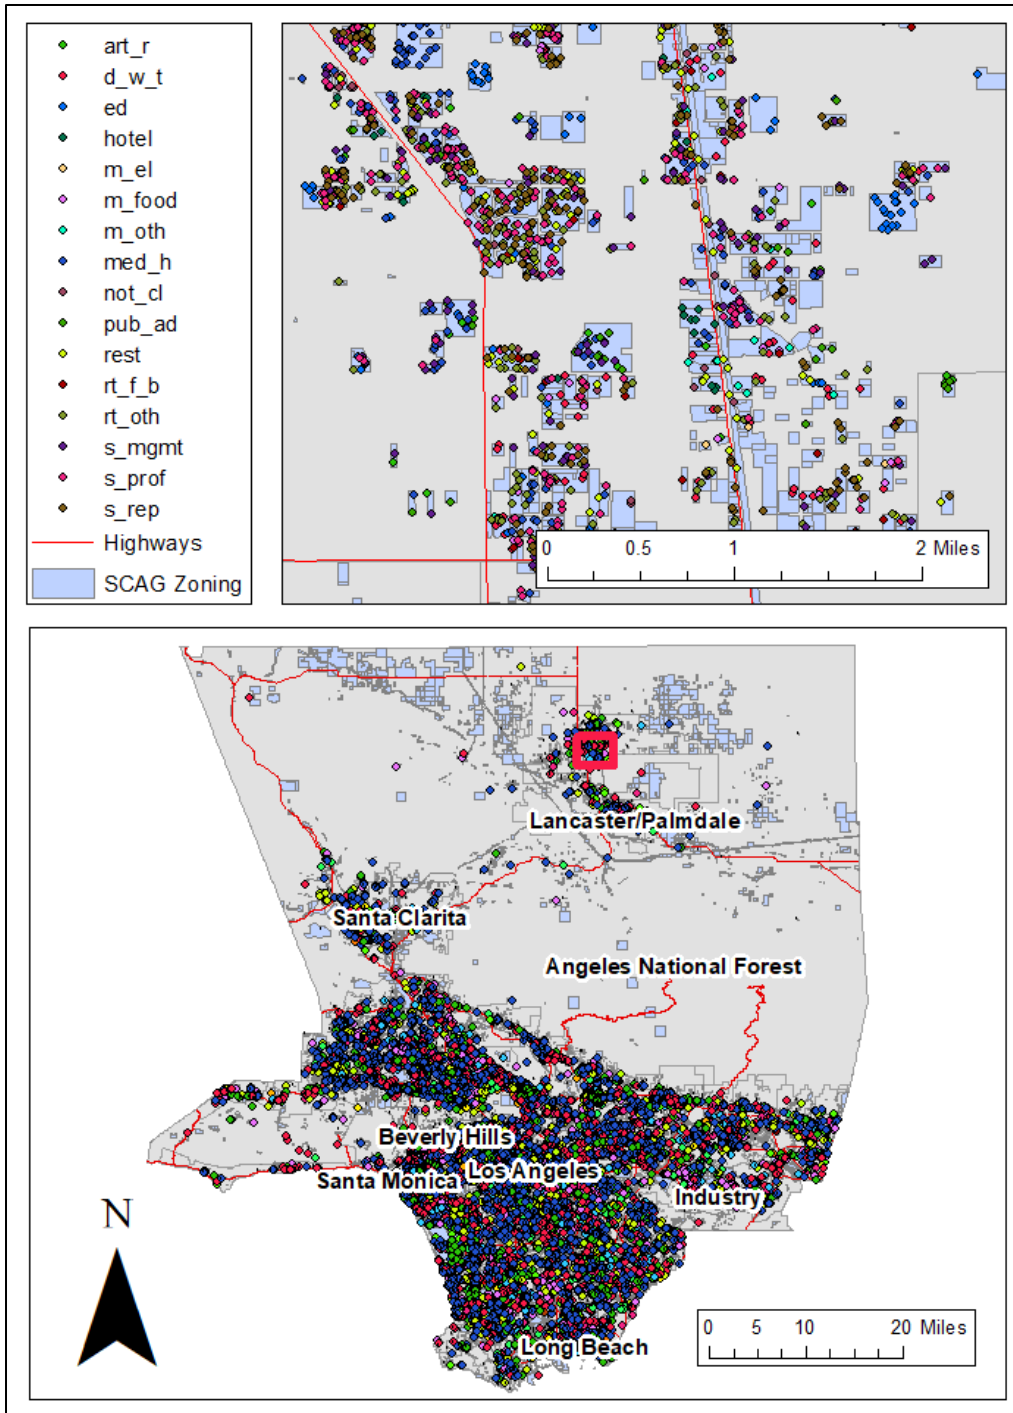 art_r
d_w_t
ed
hotel
m_el
m_food
m_oth
med_h
not_cl
pub_ad
rest
rt_f_b
rt_oth
s_mgmt
s_prof
s_rep
Highways
SCAG Zoning
0 0.5 1 2 Miles
Lancaster/Palmdale
Santa Clarita
Angeles National Forest
Beverly Hills
Los Angeles
Santa Monica
Industry
N
Long Beach
0 5 10 20 Miles